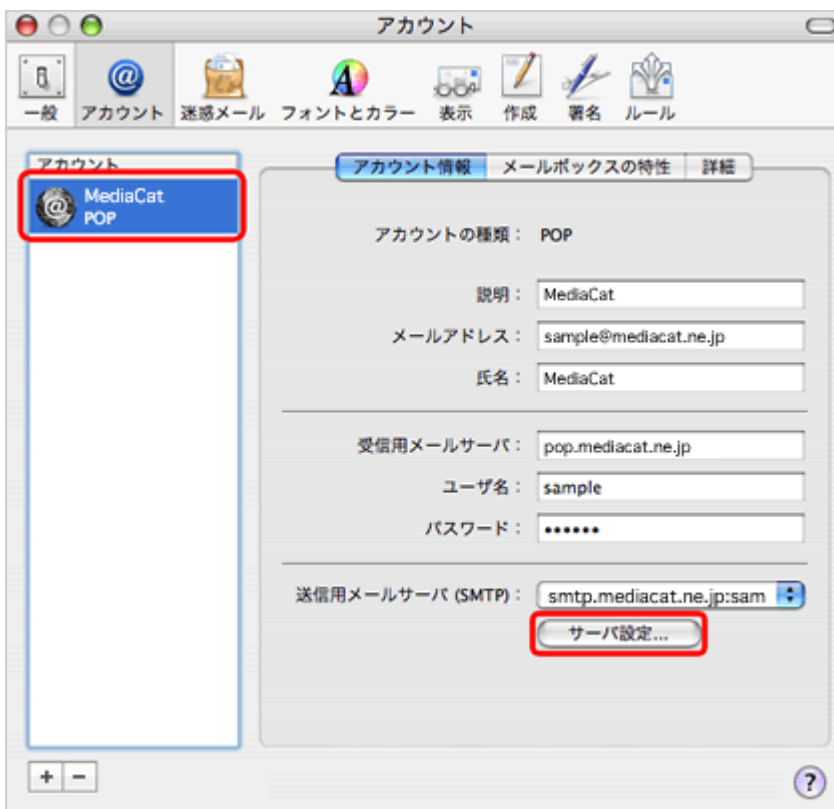 アカウント
一般 アカウント 迷惑メール フォントとカラー 表示 作成 署名 ルール
アカウント
MediaCat
POP
アカウント情報 メールボックスの特性 詳細
アカウントの種類： POP
説明： MediaCat
メールアドレス： sample@mediacat.ne.jp
氏名： MediaCat
受信用メールサーバ： pop.mediacat.ne.jp
ユーザ名： sample
パスワード： ••••••
送信用メールサーバ (SMTP)： smtp.mediacat.ne.jp:sam
サーバ設定...
+ − ?